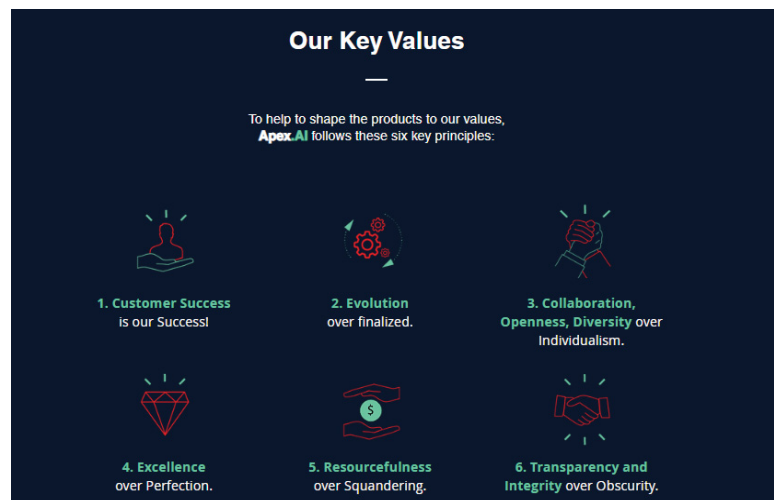 Our Key Values
To help to shape the products to our values,
Apex.AI follows these six key principles:
1. Customer Success
is our Success!
2. Evolution
over finalized.
3. Collaboration,
Openness, Diversity over
Individualism.
$
4. Excellence
over Perfection.
5. Resourcefulness
over Squandering.
6. Transparency and
Integrity over Obscurity.